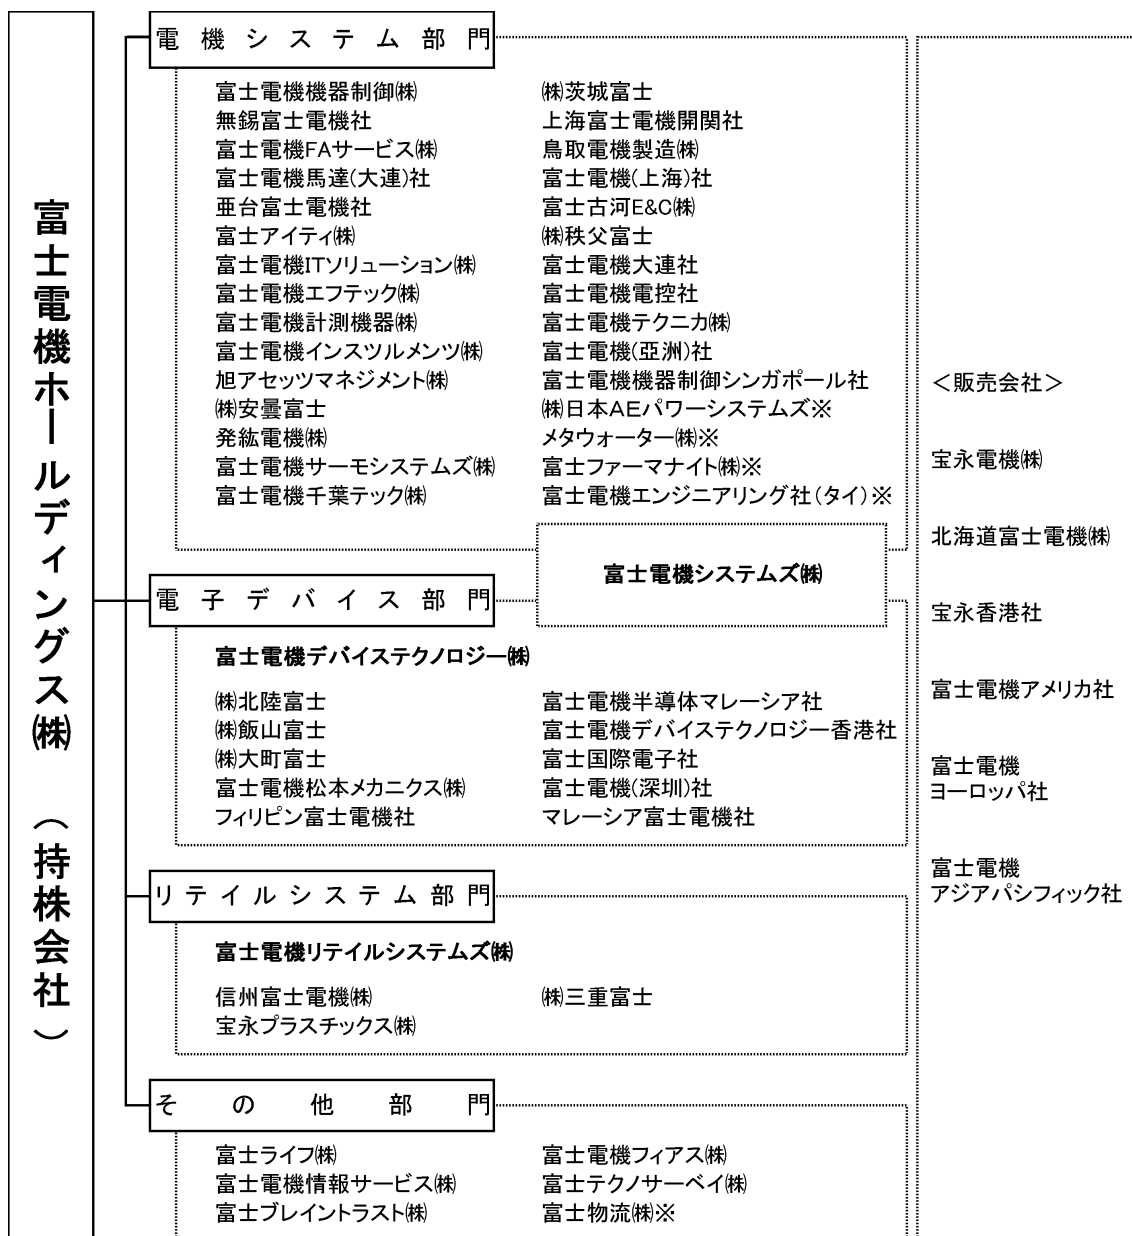 富士電機ホールディングス㈱（持株会社）
電機システム部門
富士電機機器制御㈱ ㈱茨城富士
無錫富士電機社 上海富士電機開関社
富士電機FAサービス㈱ 鳥取電機製造㈱
富士電機馬達(大連)社 富士電機(上海)社
亜台富士電機社 富士古河E&C㈱
富士アイティ㈱ ㈱秩父富士
富士電機ITソリューション㈱ 富士電機大連社
富士電機エフテック㈱ 富士電機電控社
富士電機計測機器㈱ 富士電機テクニカ㈱
富士電機インスツルメンツ㈱ 富士電機(亞洲)社
旭アセッツマネジメント㈱ 富士電機機器制御シンガポール社
㈱安曇富士 ㈱日本AEパワーシステムズ※
発紘電機㈱ メタウォーター㈱※
富士電機サーモシステムズ㈱ 富士ファーマナイト㈱※
富士電機千葉テック㈱ 富士電機エンジニアリング社(タイ)※
富士電機システムズ㈱
電子デバイス部門
富士電機デバイステクノロジー㈱
㈱北陸富士 富士電機半導体マレーシア社
㈱飯山富士 富士電機デバイステクノロジー香港社
㈱大町富士 富士国際電子社
富士電機松本メカニクス㈱ 富士電機(深圳)社
フィリピン富士電機社 マレーシア富士電機社
リテイルシステム部門
富士電機リテイルシステムズ㈱
信州富士電機㈱ ㈱三重富士
宝永プラスチックス㈱
その他部門
富士ライフ㈱ 富士電機フィアス㈱
富士電機情報サービス㈱ 富士テクノサーベイ㈱
富士ブレイントラスト㈱ 富士物流㈱※
＜販売会社＞
宝永電機㈱
北海道富士電機㈱
宝永香港社
富士電機アメリカ社
富士電機
ヨーロッパ社
富士電機
アジアパシフィック社